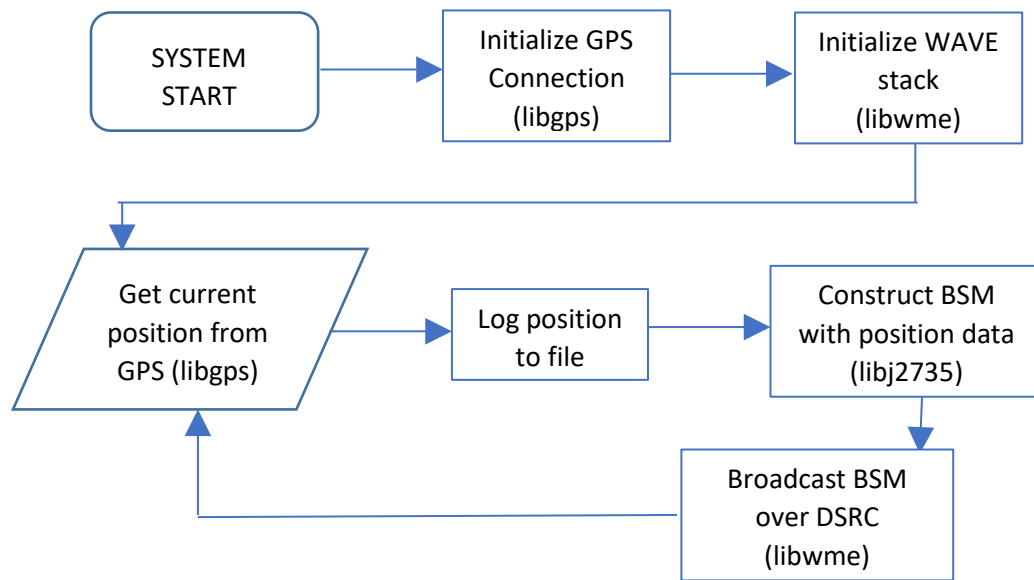 SYSTEM
START
Initialize GPS
Connection
(libgps)
Initialize WAVE
stack
(libwme)
Get current
position from
GPS (libgps)
Log position
to file
Construct BSM
with position data
(libj2735)
Broadcast BSM
over DSRC
(libwme)